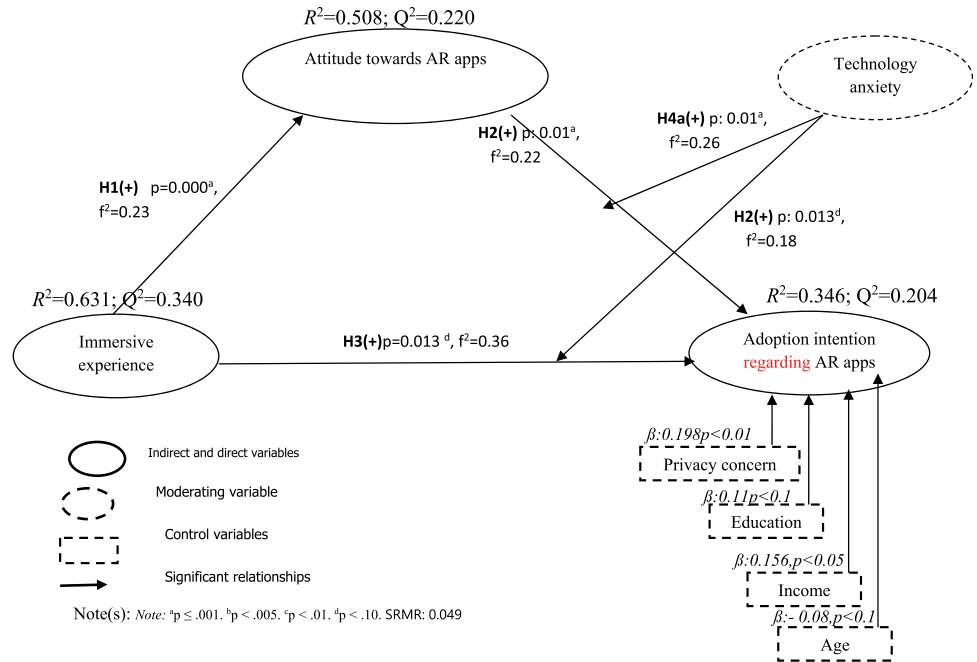 R²=0.508; Q²=0.220
Attitude towards AR apps
Technology
anxiety
H2(+) p: 0.01ᵃ,
f²=0.22
H4a(+) p: 0.01ᵃ,
f²=0.26
H1(+) p=0.000ᵃ,
f²=0.23
H2(+) p: 0.013ᵈ,
f²=0.18
R²=0.631; Q²=0.340
R²=0.346; Q²=0.204
Immersive
experience
H3(+)p=0.013 ᵈ, f²=0.36
Adoption intention
regarding AR apps
ß:0.198p<0.01
Privacy concern
ß:0.11p<0.1
Education
ß:0.156,p<0.05
Income
ß:- 0.08,p<0.1
Age
Indirect and direct variables
Moderating variable
Control variables
Significant relationships
Note(s): Note: ᵃp ≤ .001. ᵇp < .005. ᶜp < .01. ᵈp < .10. SRMR: 0.049